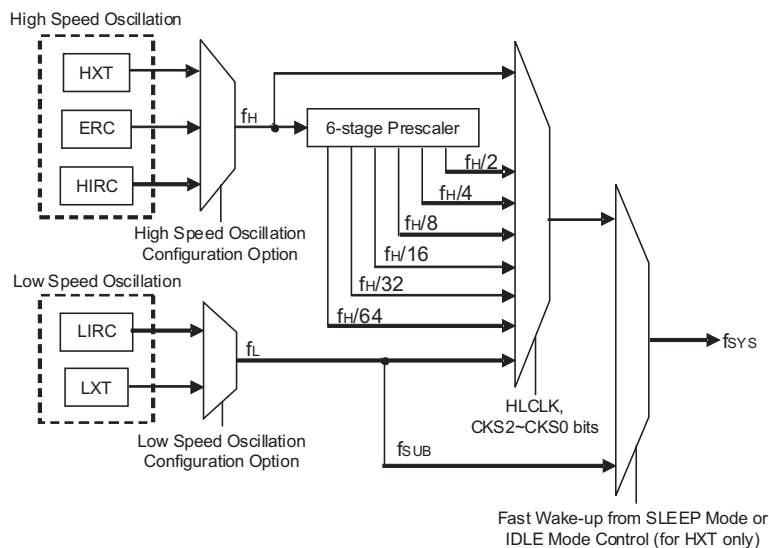 High Speed Oscillation
HXT
ERC
HIRC
fH
6-stage Prescaler
fH/2
fH/4
fH/8
fH/16
fH/32
fH/64
High Speed Oscillation
Configuration Option
Low Speed Oscillation
LIRC
LXT
fL
Low Speed Oscillation
Configuration Option
HLCLK,
CKS2~CKS0 bits
fSUB
fSYS
Fast Wake-up from SLEEP Mode or
IDLE Mode Control (for HXT only)